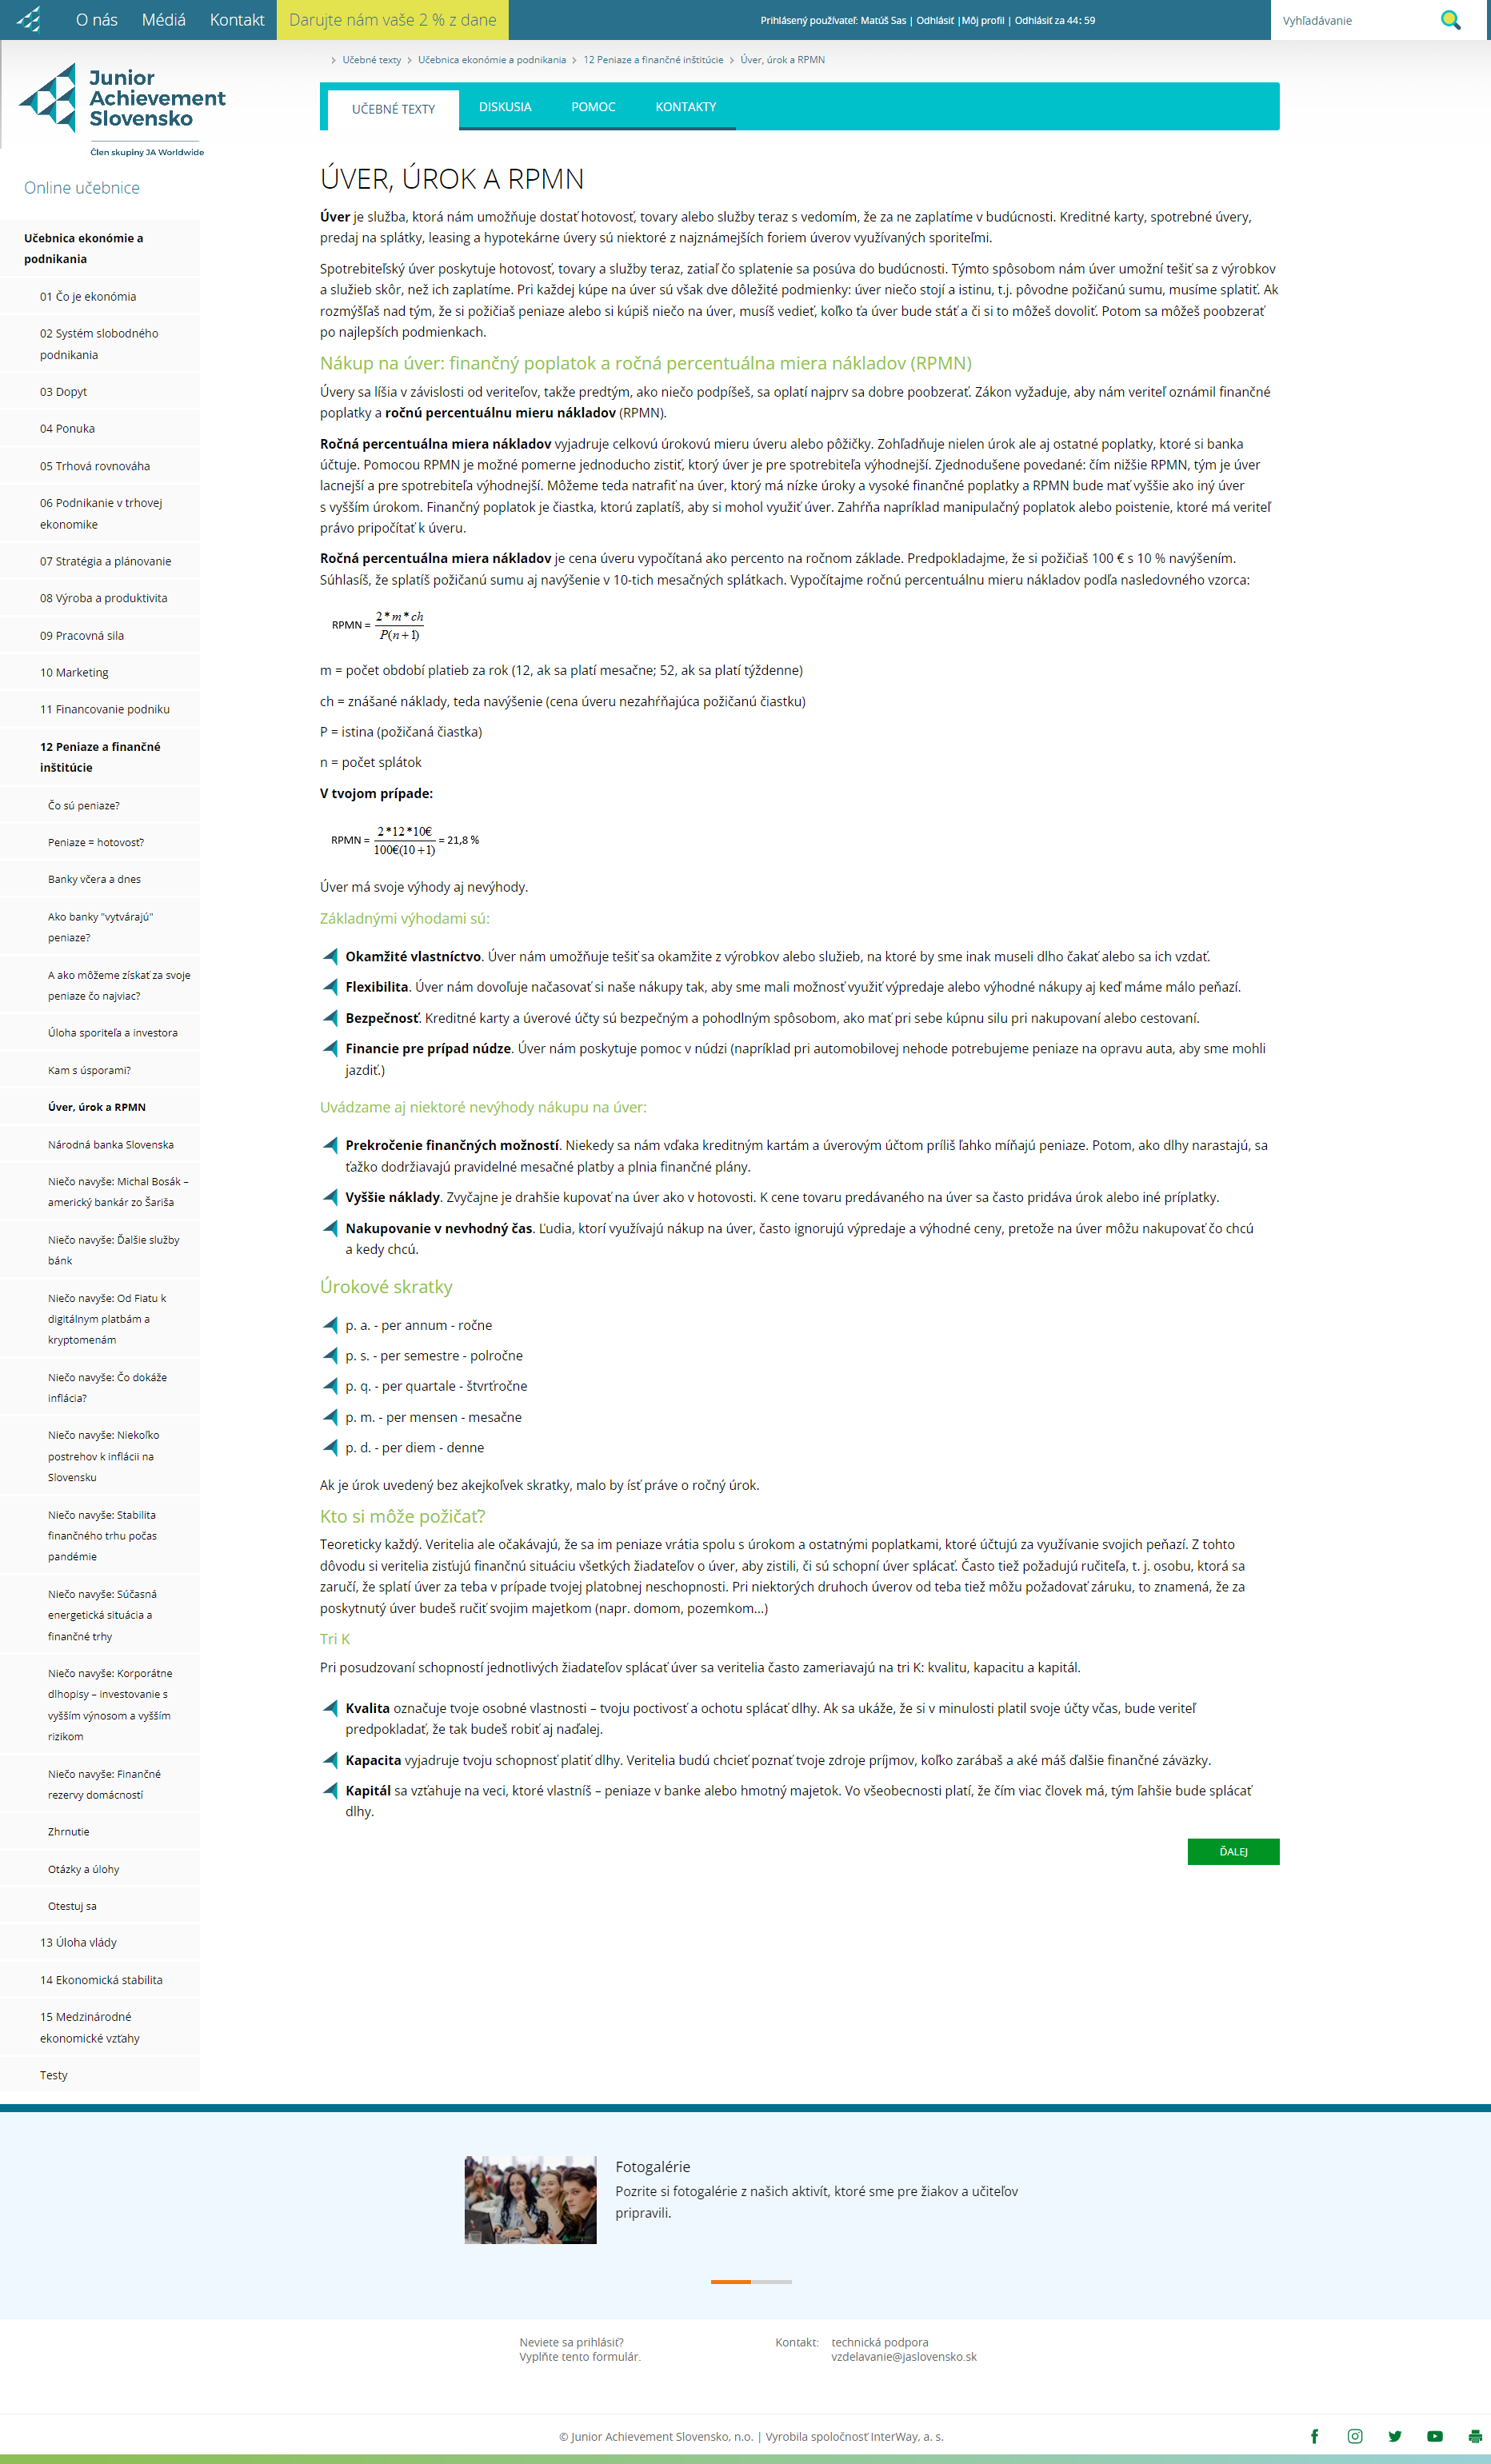 O nás Médiá Kontakt Darujte nám vaše 2 % z dane Prihlásený používateľ: Matúš Sas | Odhlásiť |Môj profil | Odhlásiť za 44: 59 Vyhľadávanie
Junior
Achievement
Slovensko
Člen skupiny JA Worldwide
Online učebnice
Učebnica ekonómie a
podnikania
01 Čo je ekonómia
02 Systém slobodného
podnikania
03 Dopyt
04 Ponuka
05 Trhová rovnováha
06 Podnikanie v trhovej
ekonomike
07 Stratégia a plánovanie
08 Výroba a produktivita
09 Pracovná sila
10 Marketing
11 Financovanie podniku
12 Peniaze a finančné
inštitúcie
Čo sú peniaze?
Peniaze = hotovosť?
Banky včera a dnes
Ako banky "vytvárajú"
peniaze?
A ako môžeme získať za svoje
peniaze čo najviac?
Úloha sporiteľa a investora
Kam s úsporami?
Úver, úrok a RPMN
Národná banka Slovenska
Niečo navyše: Michal Bosák –
americký bankár zo Šariša
Niečo navyše: Ďalšie služby
bánk
Niečo navyše: Od Fiatu k
digitálnym platbám a
kryptomenám
Niečo navyše: Čo dokáže
inflácia?
Niečo navyše: Niekoľko
postrehov k inflácii na
Slovensku
Niečo navyše: Stabilita
finančného trhu počas
pandémie
Niečo navyše: Súčasná
energetická situácia a
finančné trhy
Niečo navyše: Korporátne
dlhopisy – investovanie s
vyšším výnosom a vyšším
rizikom
Niečo navyše: Finančné
rezervy domácností
Zhrnutie
Otázky a úlohy
Otestuj sa
13 Úloha vlády
14 Ekonomická stabilita
15 Medzinárodné
ekonomické vzťahy
Testy
Učebné texty Učebnica ekonómie a podnikania 12 Peniaze a finančné inštitúcie Úver, úrok a RPMN
UČEBNÉ TEXTY DISKUSIA POMOC KONTAKTY
ÚVER, ÚROK A RPMN
Úver je služba, ktorá nám umožňuje dostať hotovosť, tovary alebo služby teraz s vedomím, že za ne zaplatíme v budúcnosti. Kreditné karty, spotrebné úvery,
predaj na splátky, leasing a hypotekárne úvery sú niektoré z najznámejších foriem úverov využívaných sporiteľmi.
Spotrebiteľský úver poskytuje hotovosť, tovary a služby teraz, zatiaľ čo splatenie sa posúva do budúcnosti. Týmto spôsobom nám úver umožní tešiť sa z výrobkov
a služieb skôr, než ich zaplatíme. Pri každej kúpe na úver sú však dve dôležité podmienky: úver niečo stojí a istinu, t.j. pôvodne požičanú sumu, musíme splatiť. Ak
rozmýšľaš nad tým, že si požičiaš peniaze alebo si kúpiš niečo na úver, musíš vedieť, koľko ťa úver bude stáť a či si to môžeš dovoliť. Potom sa môžeš poobzerať
po najlepších podmienkach.
Nákup na úver: finančný poplatok a ročná percentuálna miera nákladov (RPMN)
Úvery sa líšia v závislosti od veriteľov, takže predtým, ako niečo podpíšeš, sa oplatí najprv sa dobre poobzerať. Zákon vyžaduje, aby nám veriteľ oznámil finančné
poplatky a ročnú percentuálnu mieru nákladov (RPMN).
Ročná percentuálna miera nákladov vyjadruje celkovú úrokovú mieru úveru alebo pôžičky. Zohľadňuje nielen úrok ale aj ostatné poplatky, ktoré si banka
účtuje. Pomocou RPMN je možné pomerne jednoducho zistiť, ktorý úver je pre spotrebiteľa výhodnejší. Zjednodušene povedané: čím nižšie RPMN, tým je úver
lacnejší a pre spotrebiteľa výhodnejší. Môžeme teda natrafiť na úver, ktorý má nízke úroky a vysoké finančné poplatky a RPMN bude mať vyššie ako iný úver
s vyšším úrokom. Finančný poplatok je čiastka, ktorú zaplatíš, aby si mohol využiť úver. Zahŕňa napríklad manipulačný poplatok alebo poistenie, ktoré má veriteľ
právo pripočítať k úveru.
Ročná percentuálna miera nákladov je cena úveru vypočítaná ako percento na ročnom základe. Predpokladajme, že si požičiaš 100 € s 10 % navýšením.
Súhlasíš, že splatíš požičanú sumu aj navýšenie v 10-tich mesačných splátkach. Vypočítajme ročnú percentuálnu mieru nákladov podľa nasledovného vzorca:
RPMN = 2*m*ch
P(n+1)
m = počet období platieb za rok (12, ak sa platí mesačne; 52, ak sa platí týždenne)
ch = znášané náklady, teda navýšenie (cena úveru nezahŕňajúca požičanú čiastku)
P = istina (požičaná čiastka)
n = počet splátok
V tvojom prípade:
RPMN = 2*12*10€
100€(10+1) = 21,8 %
Úver má svoje výhody aj nevýhody.
Základnými výhodami sú:
Okamžité vlastníctvo. Úver nám umožňuje tešiť sa okamžite z výrobkov alebo služieb, na ktoré by sme inak museli dlho čakať alebo sa ich vzdať.
Flexibilita. Úver nám dovoľuje načasovať si naše nákupy tak, aby sme mali možnosť využiť výpredaje alebo výhodné nákupy aj keď máme málo peňazí.
Bezpečnosť. Kreditné karty a úverové účty sú bezpečným a pohodlným spôsobom, ako mať pri sebe kúpnu silu pri nakupovaní alebo cestovaní.
Financie pre prípad núdze. Úver nám poskytuje pomoc v núdzi (napríklad pri automobilovej nehode potrebujeme peniaze na opravu auta, aby sme mohli
jazdiť.)
Uvádzame aj niektoré nevýhody nákupu na úver:
Prekročenie finančných možností. Niekedy sa nám vďaka kreditným kartám a úverovým účtom príliš ľahko míňajú peniaze. Potom, ako dlhy narastajú, sa
ťažko dodržiavajú pravidelné mesačné platby a plnia finančné plány.
Vyššie náklady. Zvyčajne je drahšie kupovať na úver ako v hotovosti. K cene tovaru predávaného na úver sa často pridáva úrok alebo iné príplatky.
Nakupovanie v nevhodný čas. Ľudia, ktorí využívajú nákup na úver, často ignorujú výpredaje a výhodné ceny, pretože na úver môžu nakupovať čo chcú
a kedy chcú.
Úrokové skratky
p. a. - per annum - ročne
p. s. - per semestre - polročne
p. q. - per quartale - štvrťročne
p. m. - per mensen - mesačne
p. d. - per diem - denne
Ak je úrok uvedený bez akejkoľvek skratky, malo by ísť práve o ročný úrok.
Kto si môže požičať?
Teoreticky každý. Veritelia ale očakávajú, že sa im peniaze vrátia spolu s úrokom a ostatnými poplatkami, ktoré účtujú za využívanie svojich peňazí. Z tohto
dôvodu si veritelia zisťujú finančnú situáciu všetkých žiadateľov o úver, aby zistili, či sú schopní úver splácať. Často tiež požadujú ručiteľa, t. j. osobu, ktorá sa
zaručí, že splatí úver za teba v prípade tvojej platobnej neschopnosti. Pri niektorých druhoch úverov od teba tiež môžu požadovať záruku, to znamená, že za
poskytnutý úver budeš ručiť svojim majetkom (napr. domom, pozemkom...)
Tri K
Pri posudzovaní schopností jednotlivých žiadateľov splácať úver sa veritelia často zameriavajú na tri K: kvalitu, kapacitu a kapitál.
Kvalita označuje tvoje osobné vlastnosti – tvoju poctivosť a ochotu splácať dlhy. Ak sa ukáže, že si v minulosti platil svoje účty včas, bude veriteľ
predpokladať, že tak budeš robiť aj naďalej.
Kapacita vyjadruje tvoju schopnosť platiť dlhy. Veritelia budú chcieť poznať tvoje zdroje príjmov, koľko zarábaš a aké máš ďalšie finančné záväzky.
Kapitál sa vzťahuje na veci, ktoré vlastníš – peniaze v banke alebo hmotný majetok. Vo všeobecnosti platí, že čím viac človek má, tým ľahšie bude splácať
dlhy.
ĎALEJ
Fotogalérie
Pozrite si fotogalérie z našich aktivít, ktoré sme pre žiakov a učiteľov
pripravili.
Neviete sa prihlásiť?
Vyplňte tento formulár.
Kontakt: technická podpora
vzdelavanie@jaslovensko.sk
© Junior Achievement Slovensko, n.o. | Vyrobila spoločnosť InterWay, a. s.